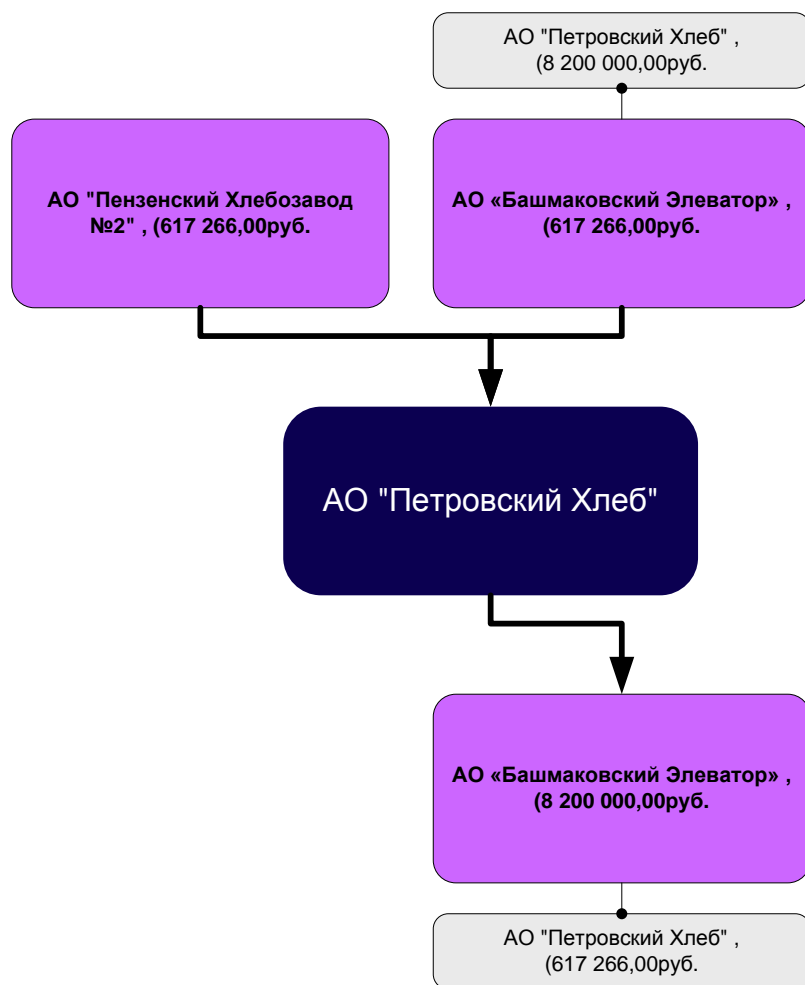 АО "Петровский Хлеб" ,
(8 200 000,00руб.
АО "Пензенский Хлебозавод
№2" , (617 266,00руб.
АО «Башмаковский Элеватор» ,
(617 266,00руб.
АО "Петровский Хлеб"
АО «Башмаковский Элеватор» ,
(8 200 000,00руб.
АО "Петровский Хлеб" ,
(617 266,00руб.